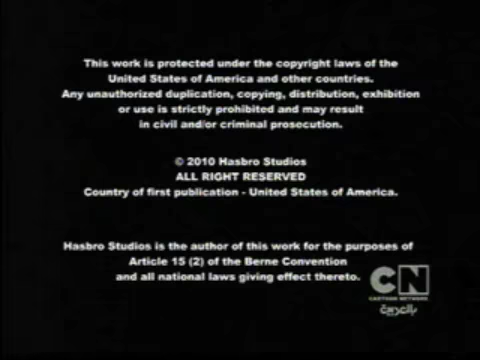 This work is protected under the copyright laws of the
United States of America and other countries.
Any unauthorized duplication, copying, distribution, exhibition
or use is strictly prohibited and may result
in civil and/or criminal prosecution.
© 2010 Hasbro Studios
ALL RIGHT RESERVED
Country of first publication - United States of America.
Hasbro Studios is the author of this work for the purposes of
Article 15 (2) of the Berne Convention
and all national laws giving effect thereto.
CN
CARTOON NETWORK
بالعربية